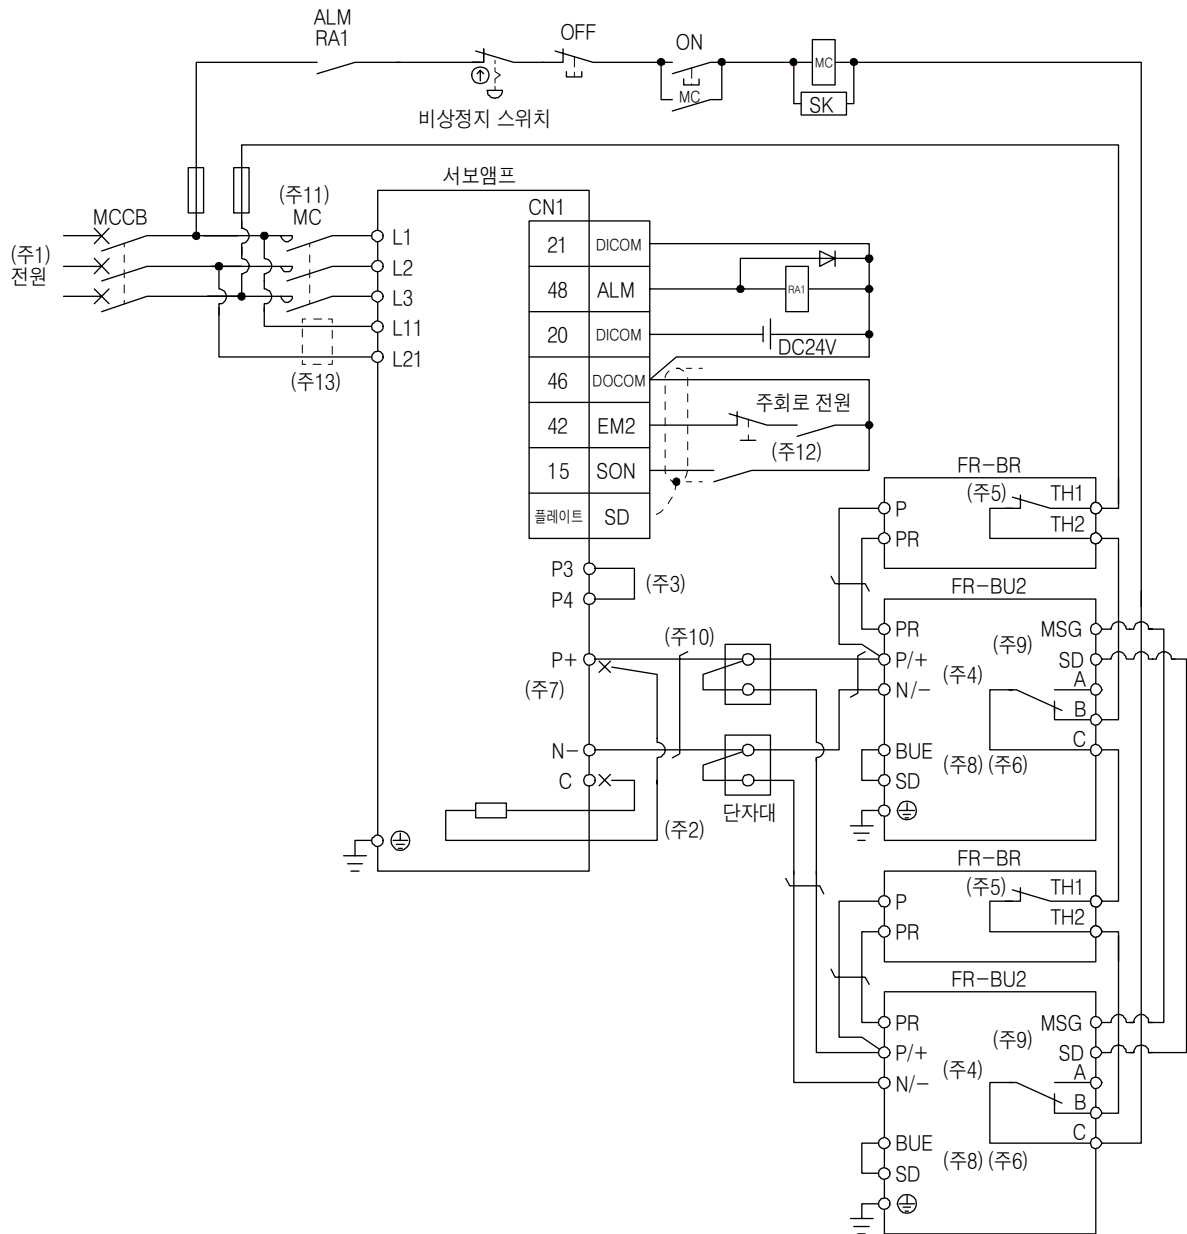 ALM
RA1
OFF
ON
MC
MC
SK
비상정지 스위치
서보앰프
(주11)
MC
MCCB
(주1)
전원
L1
L2
L3
L11
L21
(주13)
CN1
21 DICOM
48 ALM
20 DICOM
46 DOCOM
42 EM2
15 SON
플레이트 SD
RA1
DC24V
주회로 전원
(주12)
P3
P4
(주3)
P+
(주7)
N-
C
(주10)
(주2)
단자대
FR-BR
(주5) TH1
P
TH2
PR
FR-BU2
PR MSG
(주9)
P/+ SD
(주4) A
N/-
B
C
BUE (주8) (주6)
SD
FR-BR
(주5) TH1
P
TH2
PR
FR-BU2
PR MSG
(주9)
P/+ SD
(주4) A
N/-
B
C
BUE (주8) (주6)
SD